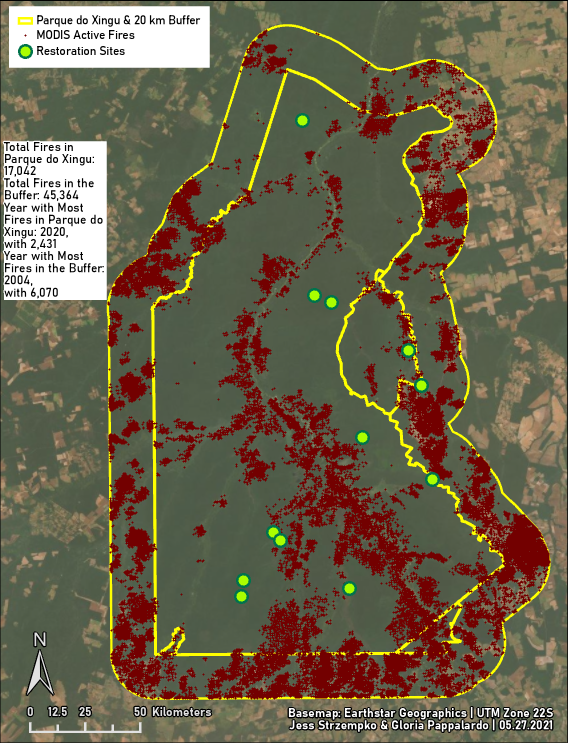 Parque do Xingu & 20 km Buffer
MODIS Active Fires
Restoration Sites
Total Fires in
Parque do Xingu:
17,042
Total Fires in the
Buffer: 45,364
Year with Most
Fires in Parque do
Xingu: 2020,
with 2,431
Year with Most
Fires in the Buffer:
2004,
with 6,070
N
0 12.5 25 50 Kilometers
Basemap: Earthstar Geographics | UTM Zone 22S
Jess Strzempko & Gloria Pappalardo | 05.27.2021